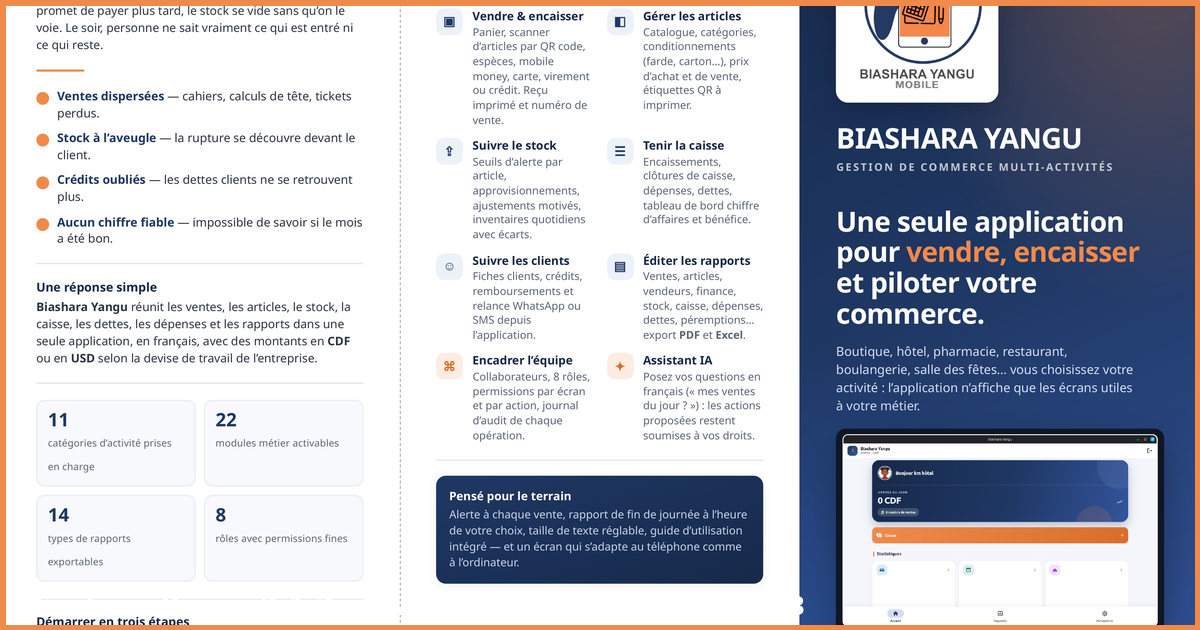 promet de payer plus tard, le stock se vide sans qu’on le
voie. Le soir, personne ne sait vraiment ce qui est entré ni
ce qui reste.
Ventes dispersées — cahiers, calculs de tête, tickets
perdus.
Stock à l’aveugle — la rupture se découvre devant le
client.
Crédits oubliés — les dettes clients ne se retrouvent
plus.
Aucun chiffre fiable — impossible de savoir si le mois
a été bon.
Une réponse simple
Biashara Yangu réunit les ventes, les articles, le stock, la
caisse, les dettes, les dépenses et les rapports dans une
seule application, en français, avec des montants en CDF
ou en USD selon la devise de travail de l’entreprise.
11
catégories d’activité prises
en charge
22
modules métier activables
14
types de rapports
exportables
8
rôles avec permissions fines
Démarrer en trois étapes
Vendre & encaisser
Panier, scanner
d’articles par QR code,
espèces, mobile
money, carte, virement
ou crédit. Reçu
imprimé et numéro de
vente.
Gérer les articles
Catalogue, catégories,
conditionnements
(farde, carton…), prix
d’achat et de vente,
étiquettes QR à
imprimer.
Suivre le stock
Seuils d’alerte par
article,
approvisionnements,
ajustements motivés,
inventaires quotidiens
avec écarts.
Tenir la caisse
Encaissements,
clôtures de caisse,
dépenses, dettes,
tableau de bord chiffre
d’affaires et bénéfice.
Suivre les clients
Fiches clients, crédits,
remboursements et
relance WhatsApp ou
SMS depuis
l’application.
Éditer les rapports
Ventes, articles,
vendeurs, finance,
stock, caisse, dépenses,
dettes, péremptions…
export PDF et Excel.
Encadrer l’équipe
Collaborateurs, 8 rôles,
permissions par écran
et par action, journal
d’audit de chaque
opération.
Assistant IA
Posez vos questions en
français (« mes ventes
du jour ? ») : les actions
proposées restent
soumises à vos droits.
Pensé pour le terrain
Alerte à chaque vente, rapport de fin de journée à l’heure
de votre choix, taille de texte réglable, guide d’utilisation
intégré — et un écran qui s’adapte au téléphone comme
à l’ordinateur.
BIASHARA YANGU
MOBILE
BIASHARA YANGU
GESTION DE COMMERCE MULTI-ACTIVITÉS
Une seule application
pour vendre, encaisser
et piloter votre
commerce.
Boutique, hôtel, pharmacie, restaurant,
boulangerie, salle des fêtes… vous choisissez votre
activité : l’application n’affiche que les écrans utiles
à votre métier.
Biashara Yangu
Biashara Yangu
Bonjour km hôtel
VENTES DU JOUR
0 CDF
Caisse
Statistiques
Accueil
Rapports
Paramètres